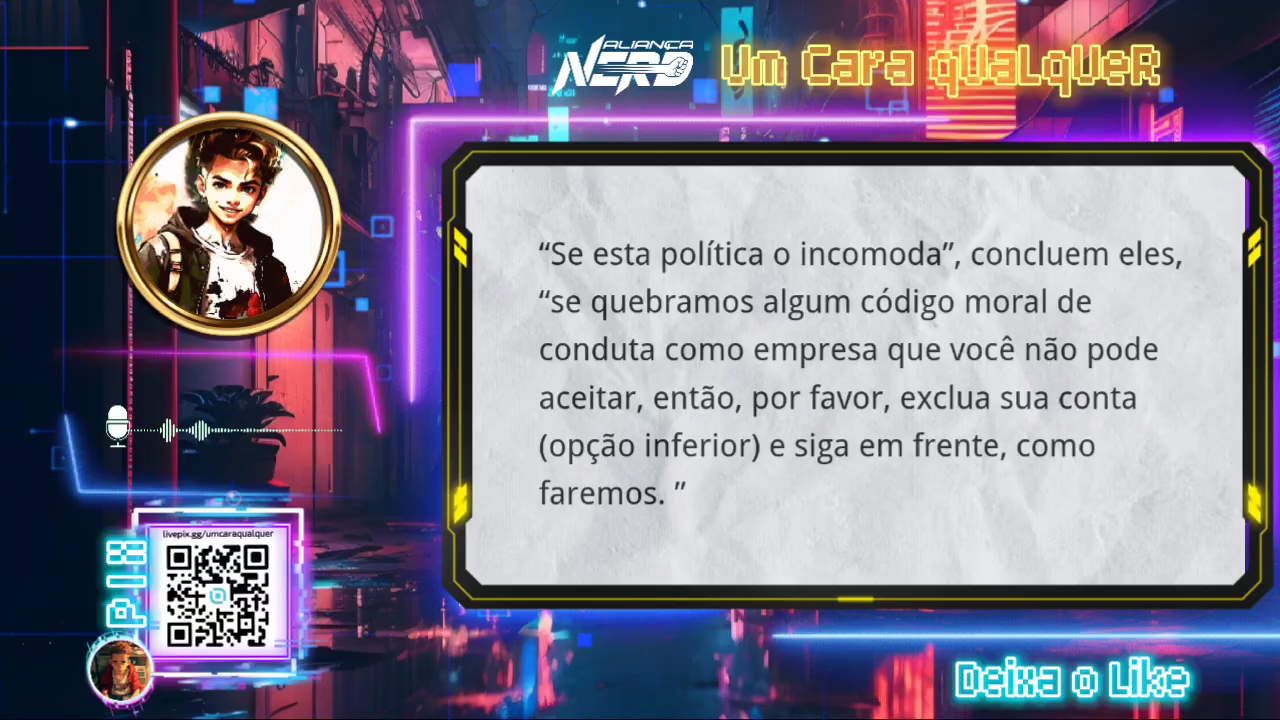 ALIANÇA
NERD
Um Cara qUaLqUeR
“Se esta política o incomoda”, concluem eles,
“se quebramos algum código moral de
conduta como empresa que você não pode
aceitar, então, por favor, exclua sua conta
(opção inferior) e siga em frente, como
faremos. ”
livepix.gg/umcaraqualquer
PIX
Deixa o Like